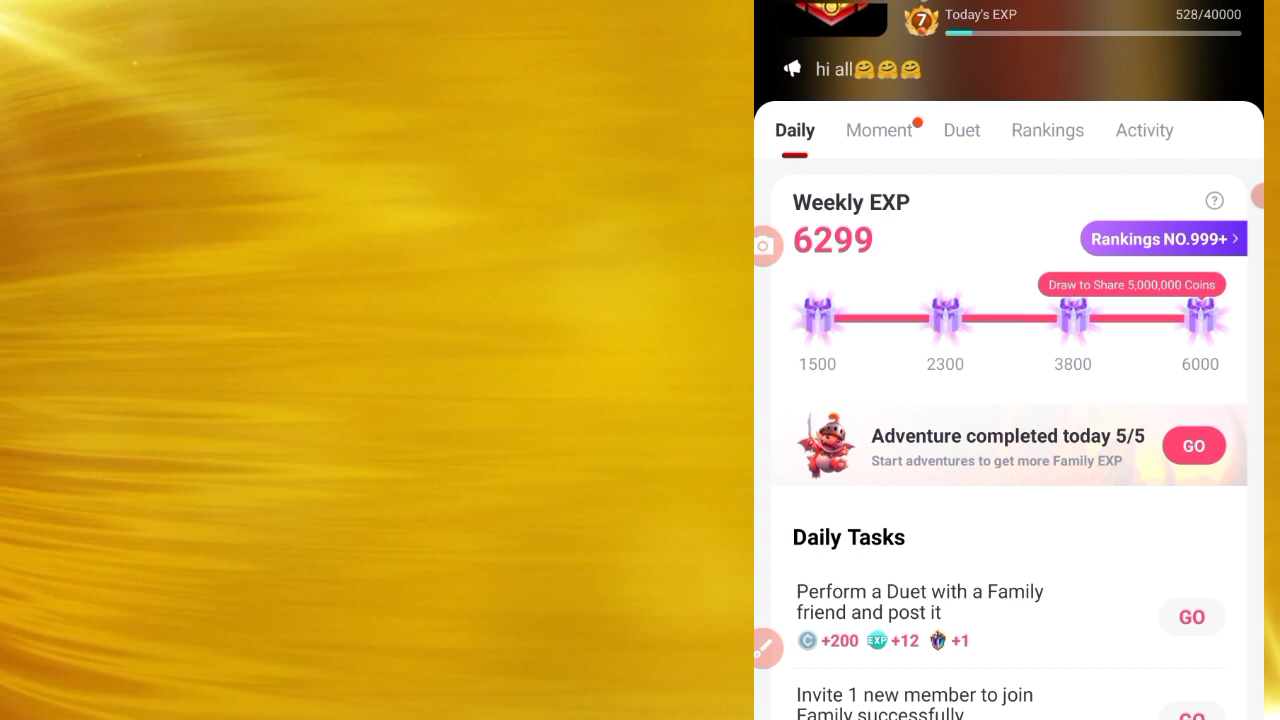 7
Today's EXP
528/40000
hi all🤗🤗🤗
Daily
Moment
Duet
Rankings
Activity
Weekly EXP
?
6299
Rankings NO.999+ >
Draw to Share 5,000,000 Coins
1500
2300
3800
6000
Adventure completed today 5/5
Start adventures to get more Family EXP
GO
Daily Tasks
Perform a Duet with a Family
friend and post it
GO
C +200 EXP +12 +1
Invite 1 new member to join
Family successfully
GO